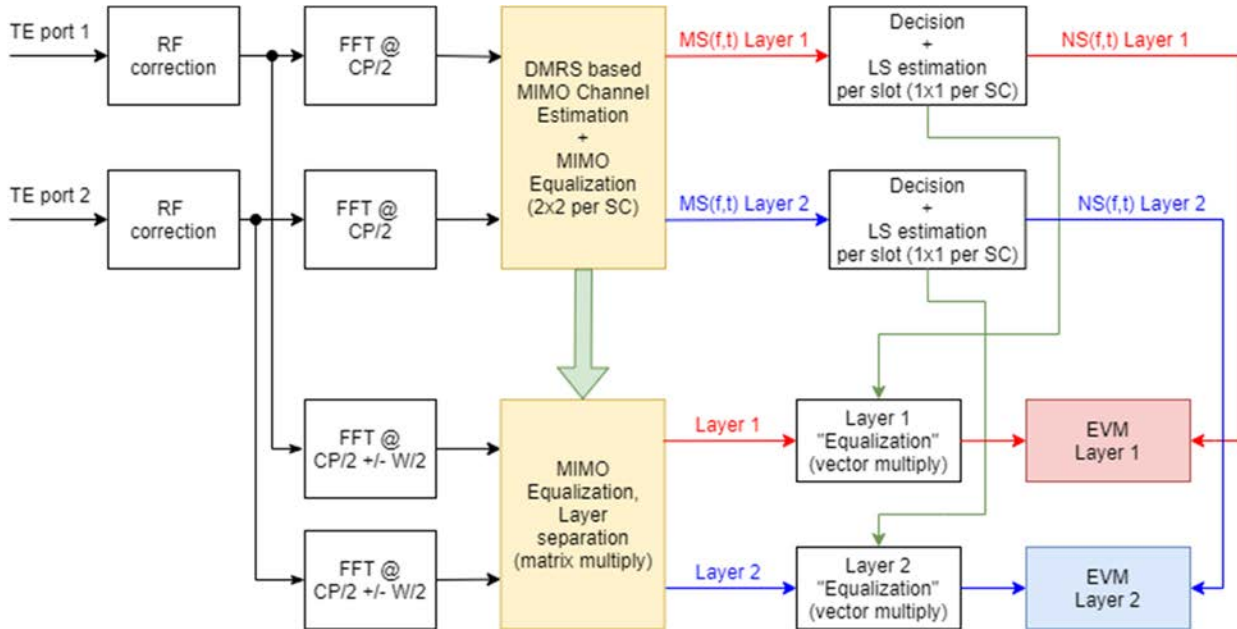 TE port 1
RF
correction
FFT @
CP/2
DMRS based
MIMO Channel
Estimation
+
MIMO
Equalization
(2x2 per SC)
MS(f,t) Layer 1
Decision
+
LS estimation
per slot (1x1 per SC)
NS(f,t) Layer 1
TE port 2
RF
correction
FFT @
CP/2
MS(f,t) Layer 2
Decision
+
LS estimation
per slot (1x1 per SC)
NS(f,t) Layer 2
FFT @
CP/2 +/- W/2
MIMO
Equalization,
Layer
separation
(matrix multiply)
Layer 1
Layer 1
"Equalization"
(vector multiply)
EVM
Layer 1
FFT @
CP/2 +/- W/2
Layer 2
Layer 2
"Equalization"
(vector multiply)
EVM
Layer 2